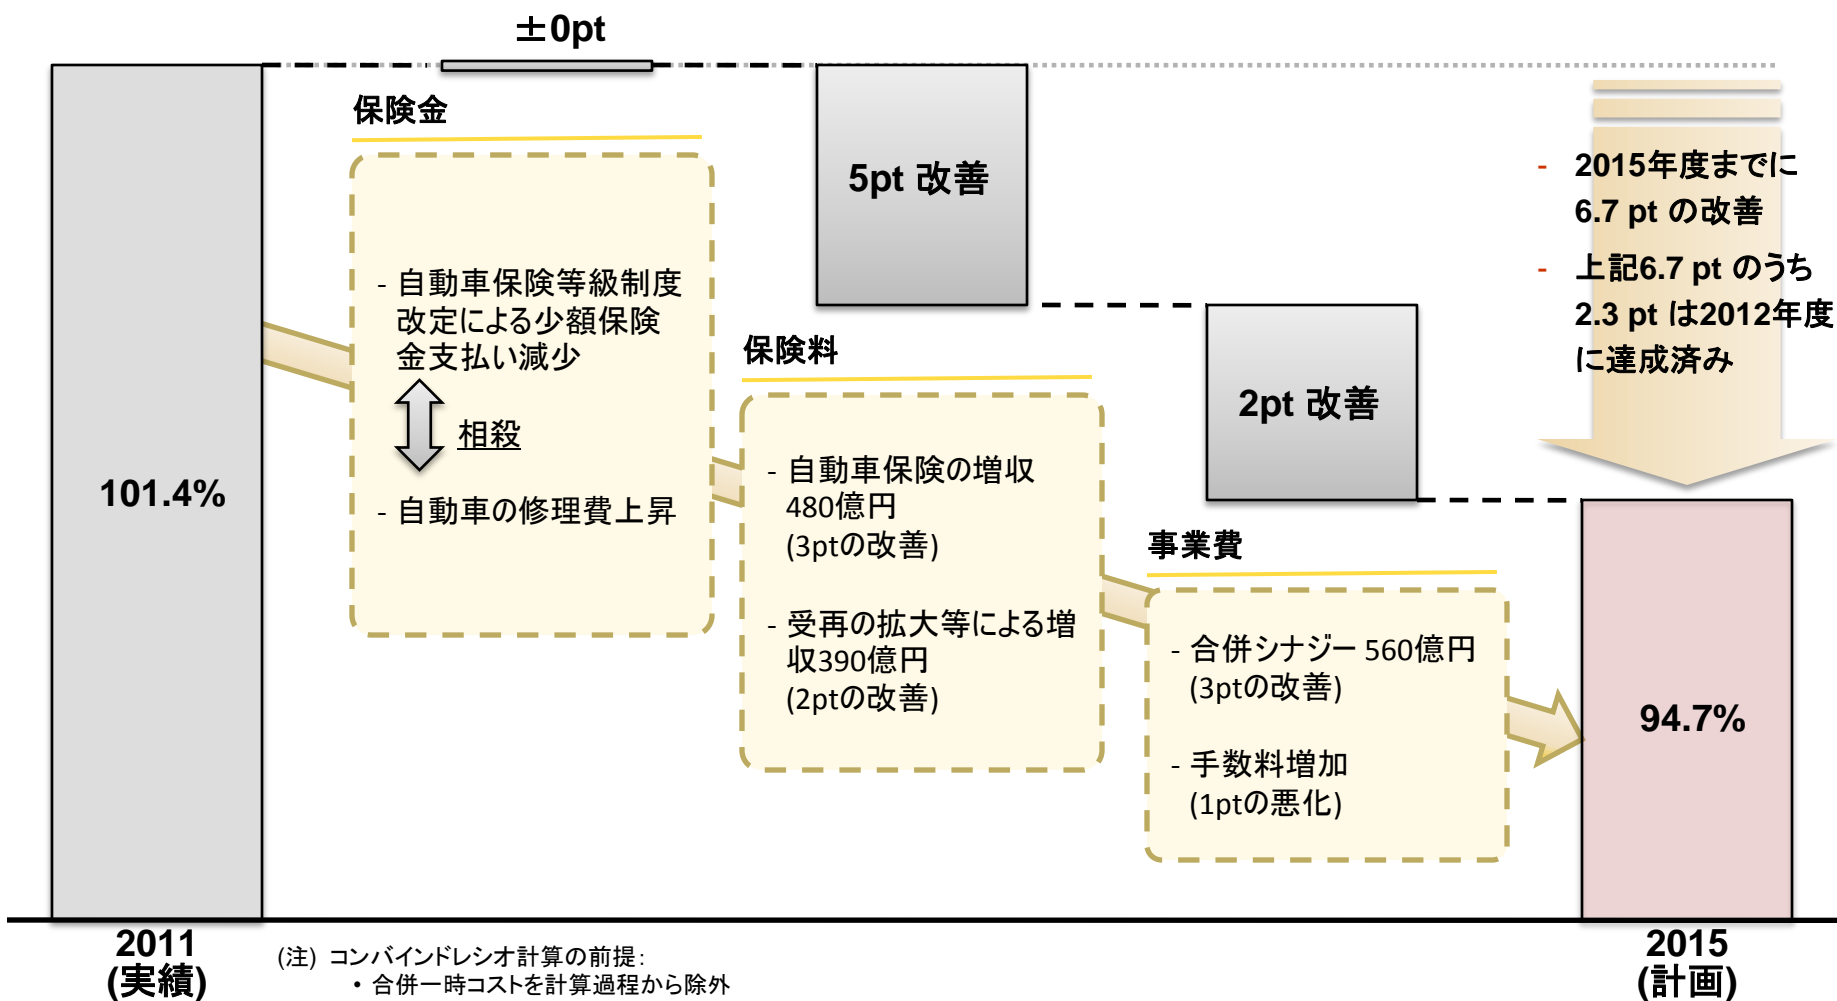 ±0pt
保険金
- 自動車保険等級制度
改定による少額保険
金支払い減少
相殺
- 自動車の修理費上昇
5pt 改善
保険料
- 自動車保険の増収
480億円
(3ptの改善)
- 受再の拡大等による増
収390億円
(2ptの改善)
2pt 改善
事業費
- 合併シナジー 560億円
(3ptの改善)
- 手数料増加
(1ptの悪化)
- 2015年度までに
6.7 pt の改善
- 上記6.7 pt のうち
2.3 pt は2012年度
に達成済み
101.4%
94.7%
2011
(実績)
2015
(計画)
(注) コンバインドレシオ計算の前提:
• 合併一時コストを計算過程から除外